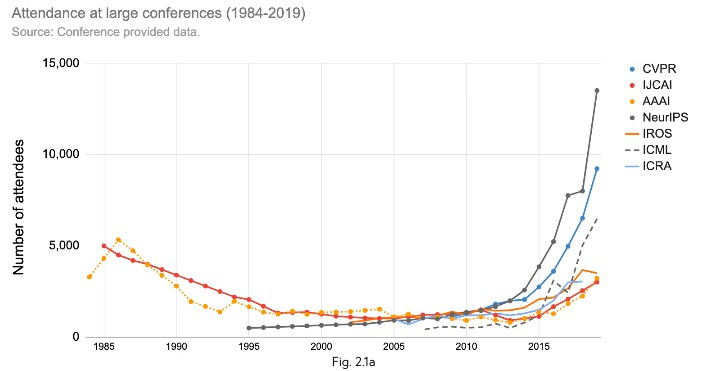 Attendance at large conferences (1984-2019)
Source: Conference provided data.
15,000
10,000
5,000
0
Number of attendees
1985 1990 1995 2000 2005 2010 2015
CVPR
IJCAI
AAAI
NeurIPS
IROS
ICML
ICRA
Fig. 2.1a